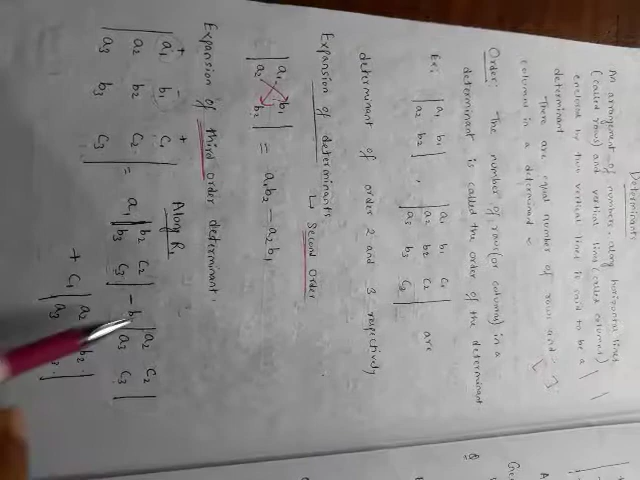 Determinant
An arrangement of numbers along horizontal lines
(called rows) and vertical lines (called columns)
enclosed by two vertical lines is said to be a
determinant
There are equal number of rows and
columns in a determinant
Order: The number of rows (or columns) in a
determinant is called the order of the determinant
Ex: | a1 b1 | , | a1 b1 c1 | are
| a2 b2 | | a2 b2 c2 |
| a3 b3 c3 |
determinant of order 2 and 3 respectively
Expansion of determinants
↳ Second order
| a1 b1 | = a1b2 - a2b1
| a2 b2 |
Expansion of third order determinant.
Along R1
+ - +
| a1 b1 c1 |
| a2 b2 c2 | = a1 | b2 c2 | - b1 | a2 c2 |
| a3 b3 c3 | | b3 c3 | | a3 c3 |
+ c1 | a2 b2 |
| a3